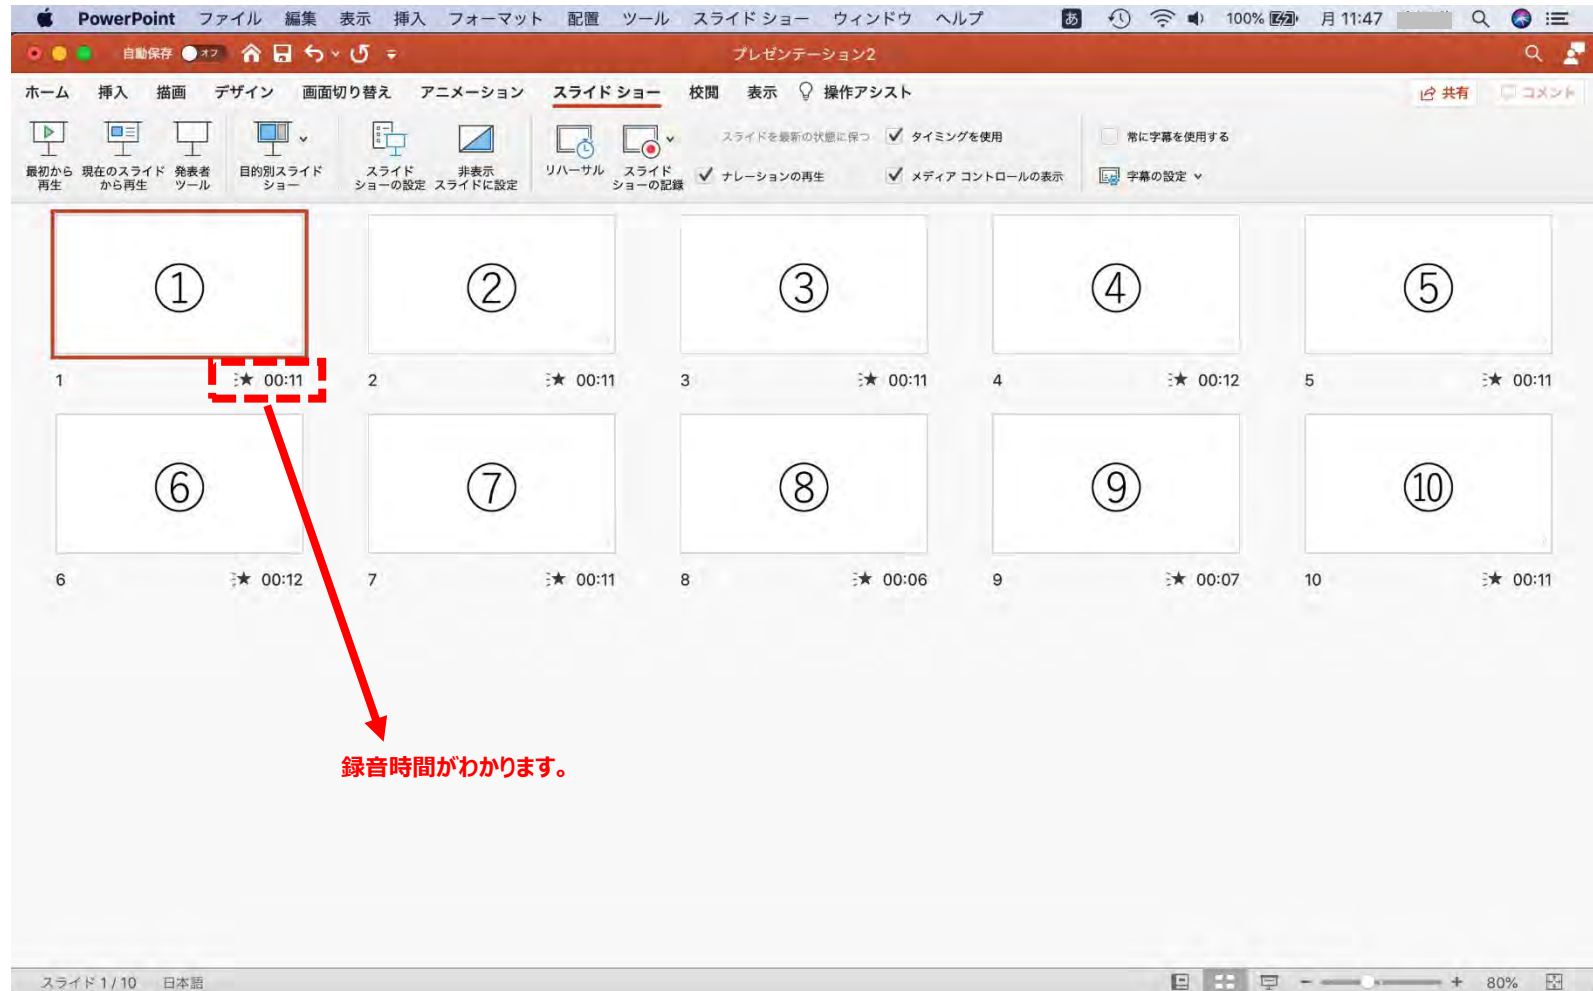 PowerPoint ファイル 編集 表示 挿入 フォーマット 配置 ツール スライド ショー ウィンドウ ヘルプ あ 100% 月 11:47
自動保存 オフ プレゼンテーション2
ホーム 挿入 描画 デザイン 画面切り替え アニメーション スライド ショー 校閲 表示 操作アシスト 共有 コメント
スライドを最新の状態に保つ タイミングを使用 常に字幕を使用する
最初から 現在のスライド 発表者 目的別スライド スライド 非表示 リハーサル スライド ナレーションの再生 メディア コントロールの表示 字幕の設定
再生 から再生 ツール ショー ショーの設定 スライドに設定 ショーの記録
① ② ③ ④ ⑤
1 00:11 2 00:11 3 00:11 4 00:12 5 00:11
⑥ ⑦ ⑧ ⑨ ⑩
6 00:12 7 00:11 8 00:06 9 00:07 10 00:11
録音時間がわかります。
スライド 1 / 10 日本語 80%